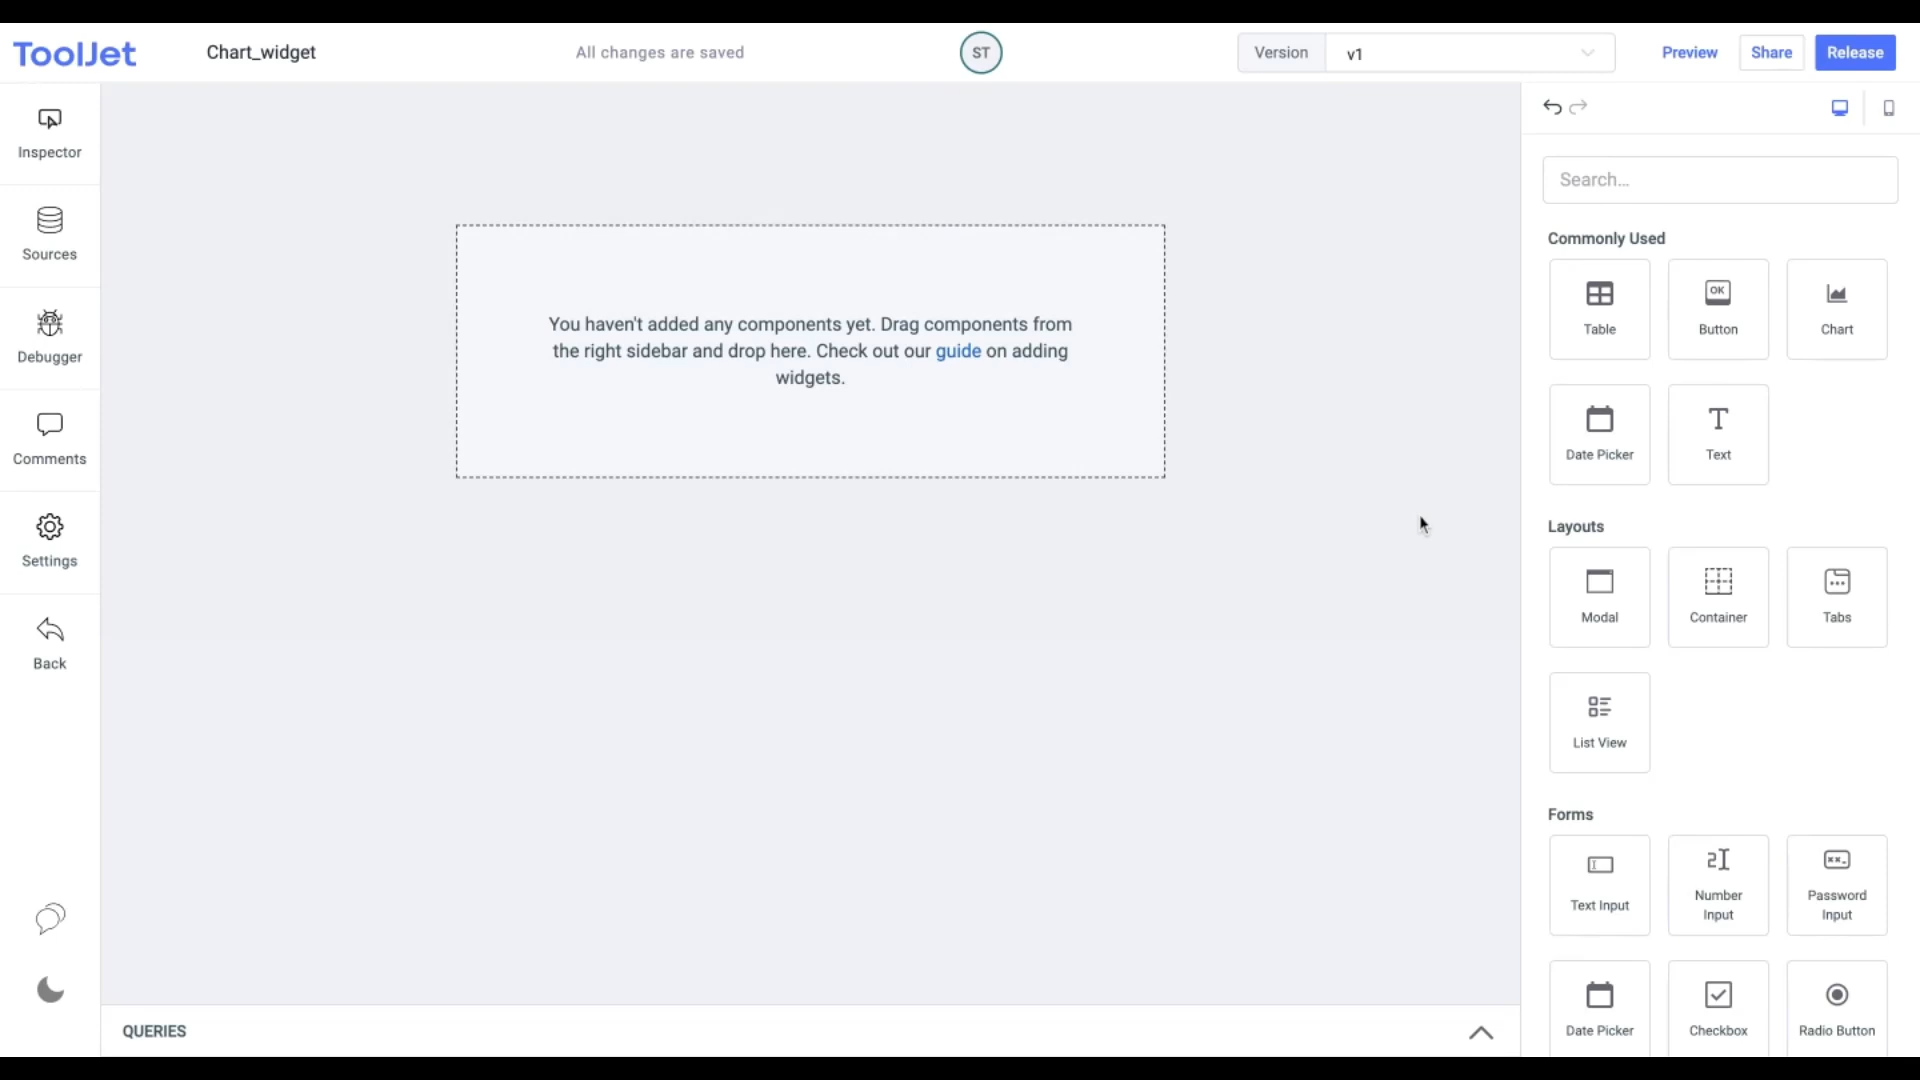 ToolJet
Chart_widget
All changes are saved
ST
Version
v1
Preview
Share
Release
Inspector
Sources
Debugger
Comments
Settings
Back
You haven't added any components yet. Drag components from
the right sidebar and drop here. Check out our guide on adding
widgets.
QUERIES
Search...
Commonly Used
Table
OK
Button
Chart
Date Picker
Text
Layouts
Modal
Container
Tabs
List View
Forms
Text Input
Number
Input
Password
Input
Date Picker
Checkbox
Radio Button